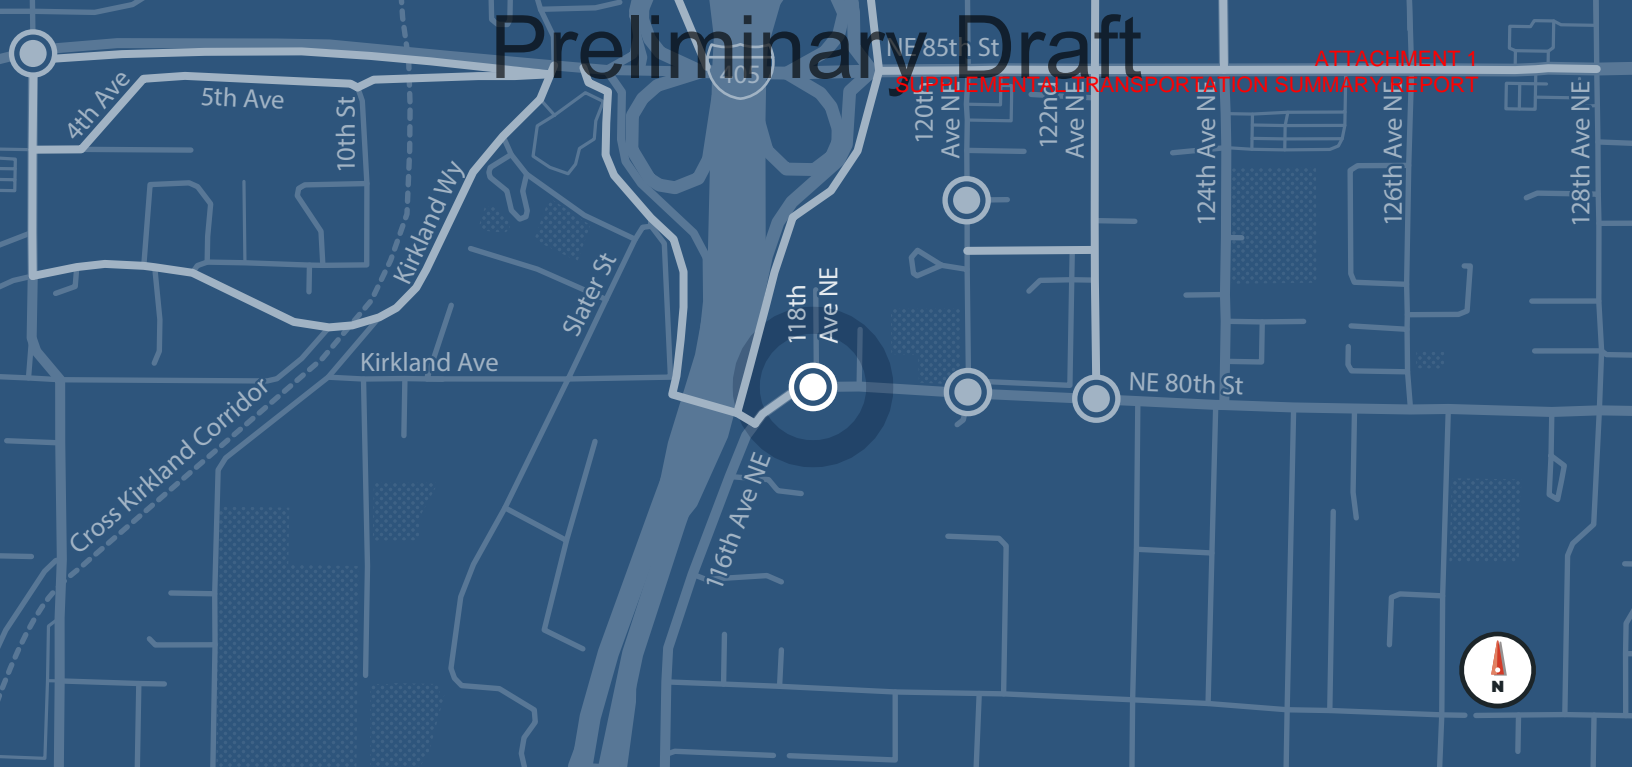 Preliminary Draft
NE 85th St
405
ATTACHMENT 1
SUPPLEMENTAL TRANSPORTATION SUMMARY REPORT
4th Ave
5th Ave
10th St
120th
Ave NE
122nd
Ave NE
124th Ave NE
126th Ave NE
128th Ave NE
Kirkland Wy
Slater St
118th
Ave NE
Kirkland Ave
NE 80th St
Cross Kirkland Corridor
116th Ave NE
N